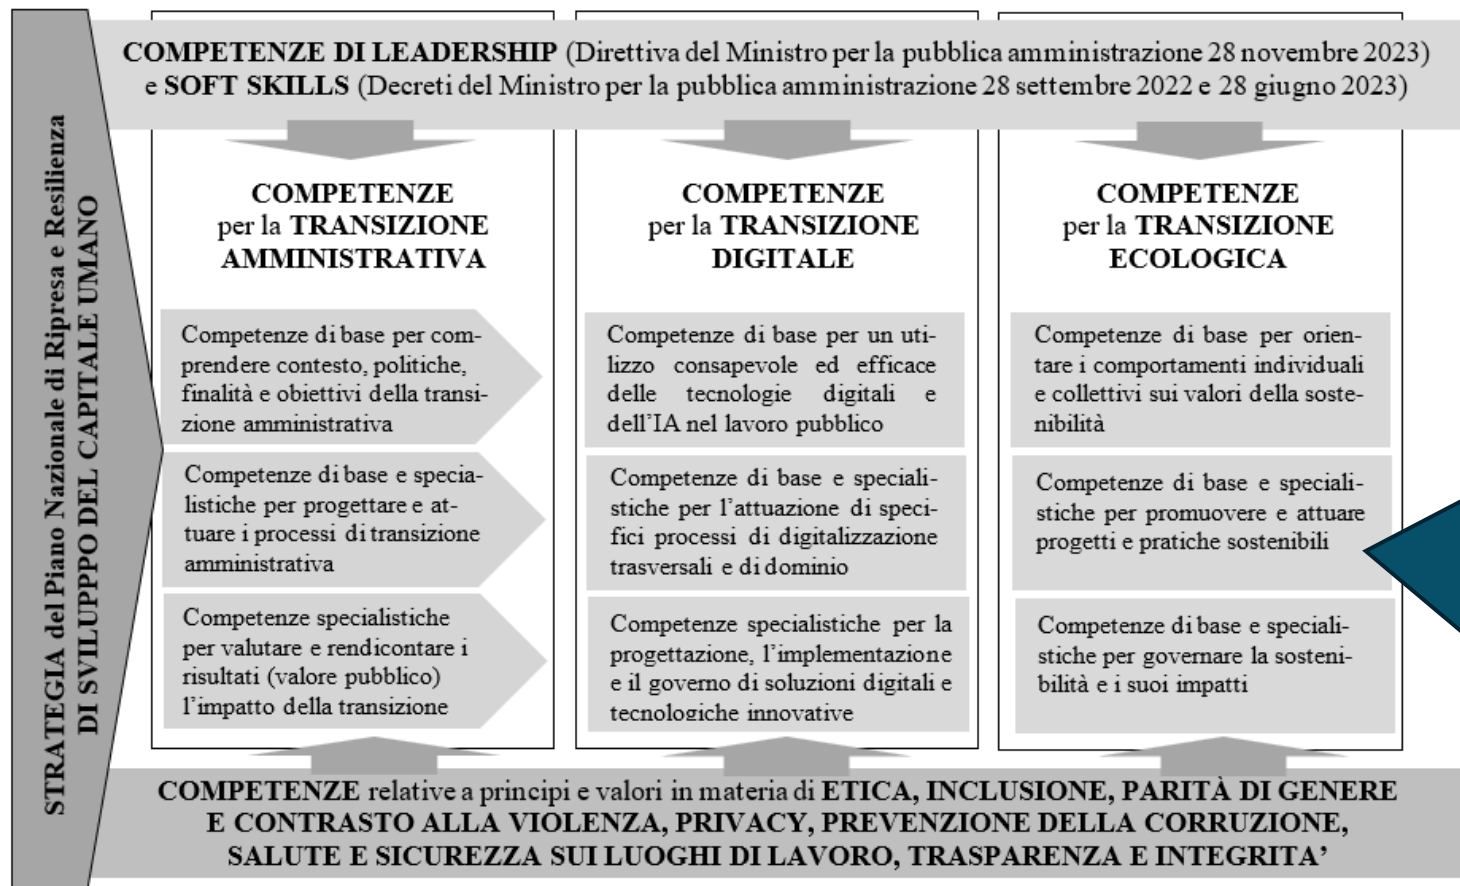 STRATEGIA del Piano Nazionale di Ripresa e Resilienza
DI SVILUPPO DEL CAPITALE UMANO
COMPETENZE DI LEADERSHIP (Direttiva del Ministro per la pubblica amministrazione 28 novembre 2023)
e SOFT SKILLS (Decreti del Ministro per la pubblica amministrazione 28 settembre 2022 e 28 giugno 2023)
COMPETENZE
per la TRANSIZIONE
AMMINISTRATIVA
Competenze di base per com-
prendere contesto, politiche,
finalità e obiettivi della transi-
zione amministrativa
Competenze di base e specia-
listiche per progettare e at-
tuare i processi di transizione
amministrativa
Competenze specialistiche
per valutare e rendicontare i
risultati (valore pubblico)
l'impatto della transizione
COMPETENZE
per la TRANSIZIONE
DIGITALE
Competenze di base per un uti-
lizzo consapevole ed efficace
delle tecnologie digitali e
dell'IA nel lavoro pubblico
Competenze di base e speciali-
stiche per l'attuazione di speci-
fici processi di digitalizzazione
trasversali e di dominio
Competenze specialistiche per la
progettazione, l'implementazione
e il governo di soluzioni digitali e
tecnologiche innovative
COMPETENZE
per la TRANSIZIONE
ECOLOGICA
Competenze di base per orien-
tare i comportamenti individuali
e collettivi sui valori della soste-
nibilità
Competenze di base e speciali-
stiche per promuovere e attuare
progetti e pratiche sostenibili
Competenze di base e speciali-
stiche per governare la sosteni-
bilità e i suoi impatti
COMPETENZE relative a principi e valori in materia di ETICA, INCLUSIONE, PARITÀ DI GENERE
E CONTRASTO ALLA VIOLENZA, PRIVACY, PREVENZIONE DELLA CORRUZIONE,
SALUTE E SICUREZZA SUI LUOGHI DI LAVORO, TRASPARENZA E INTEGRITA'